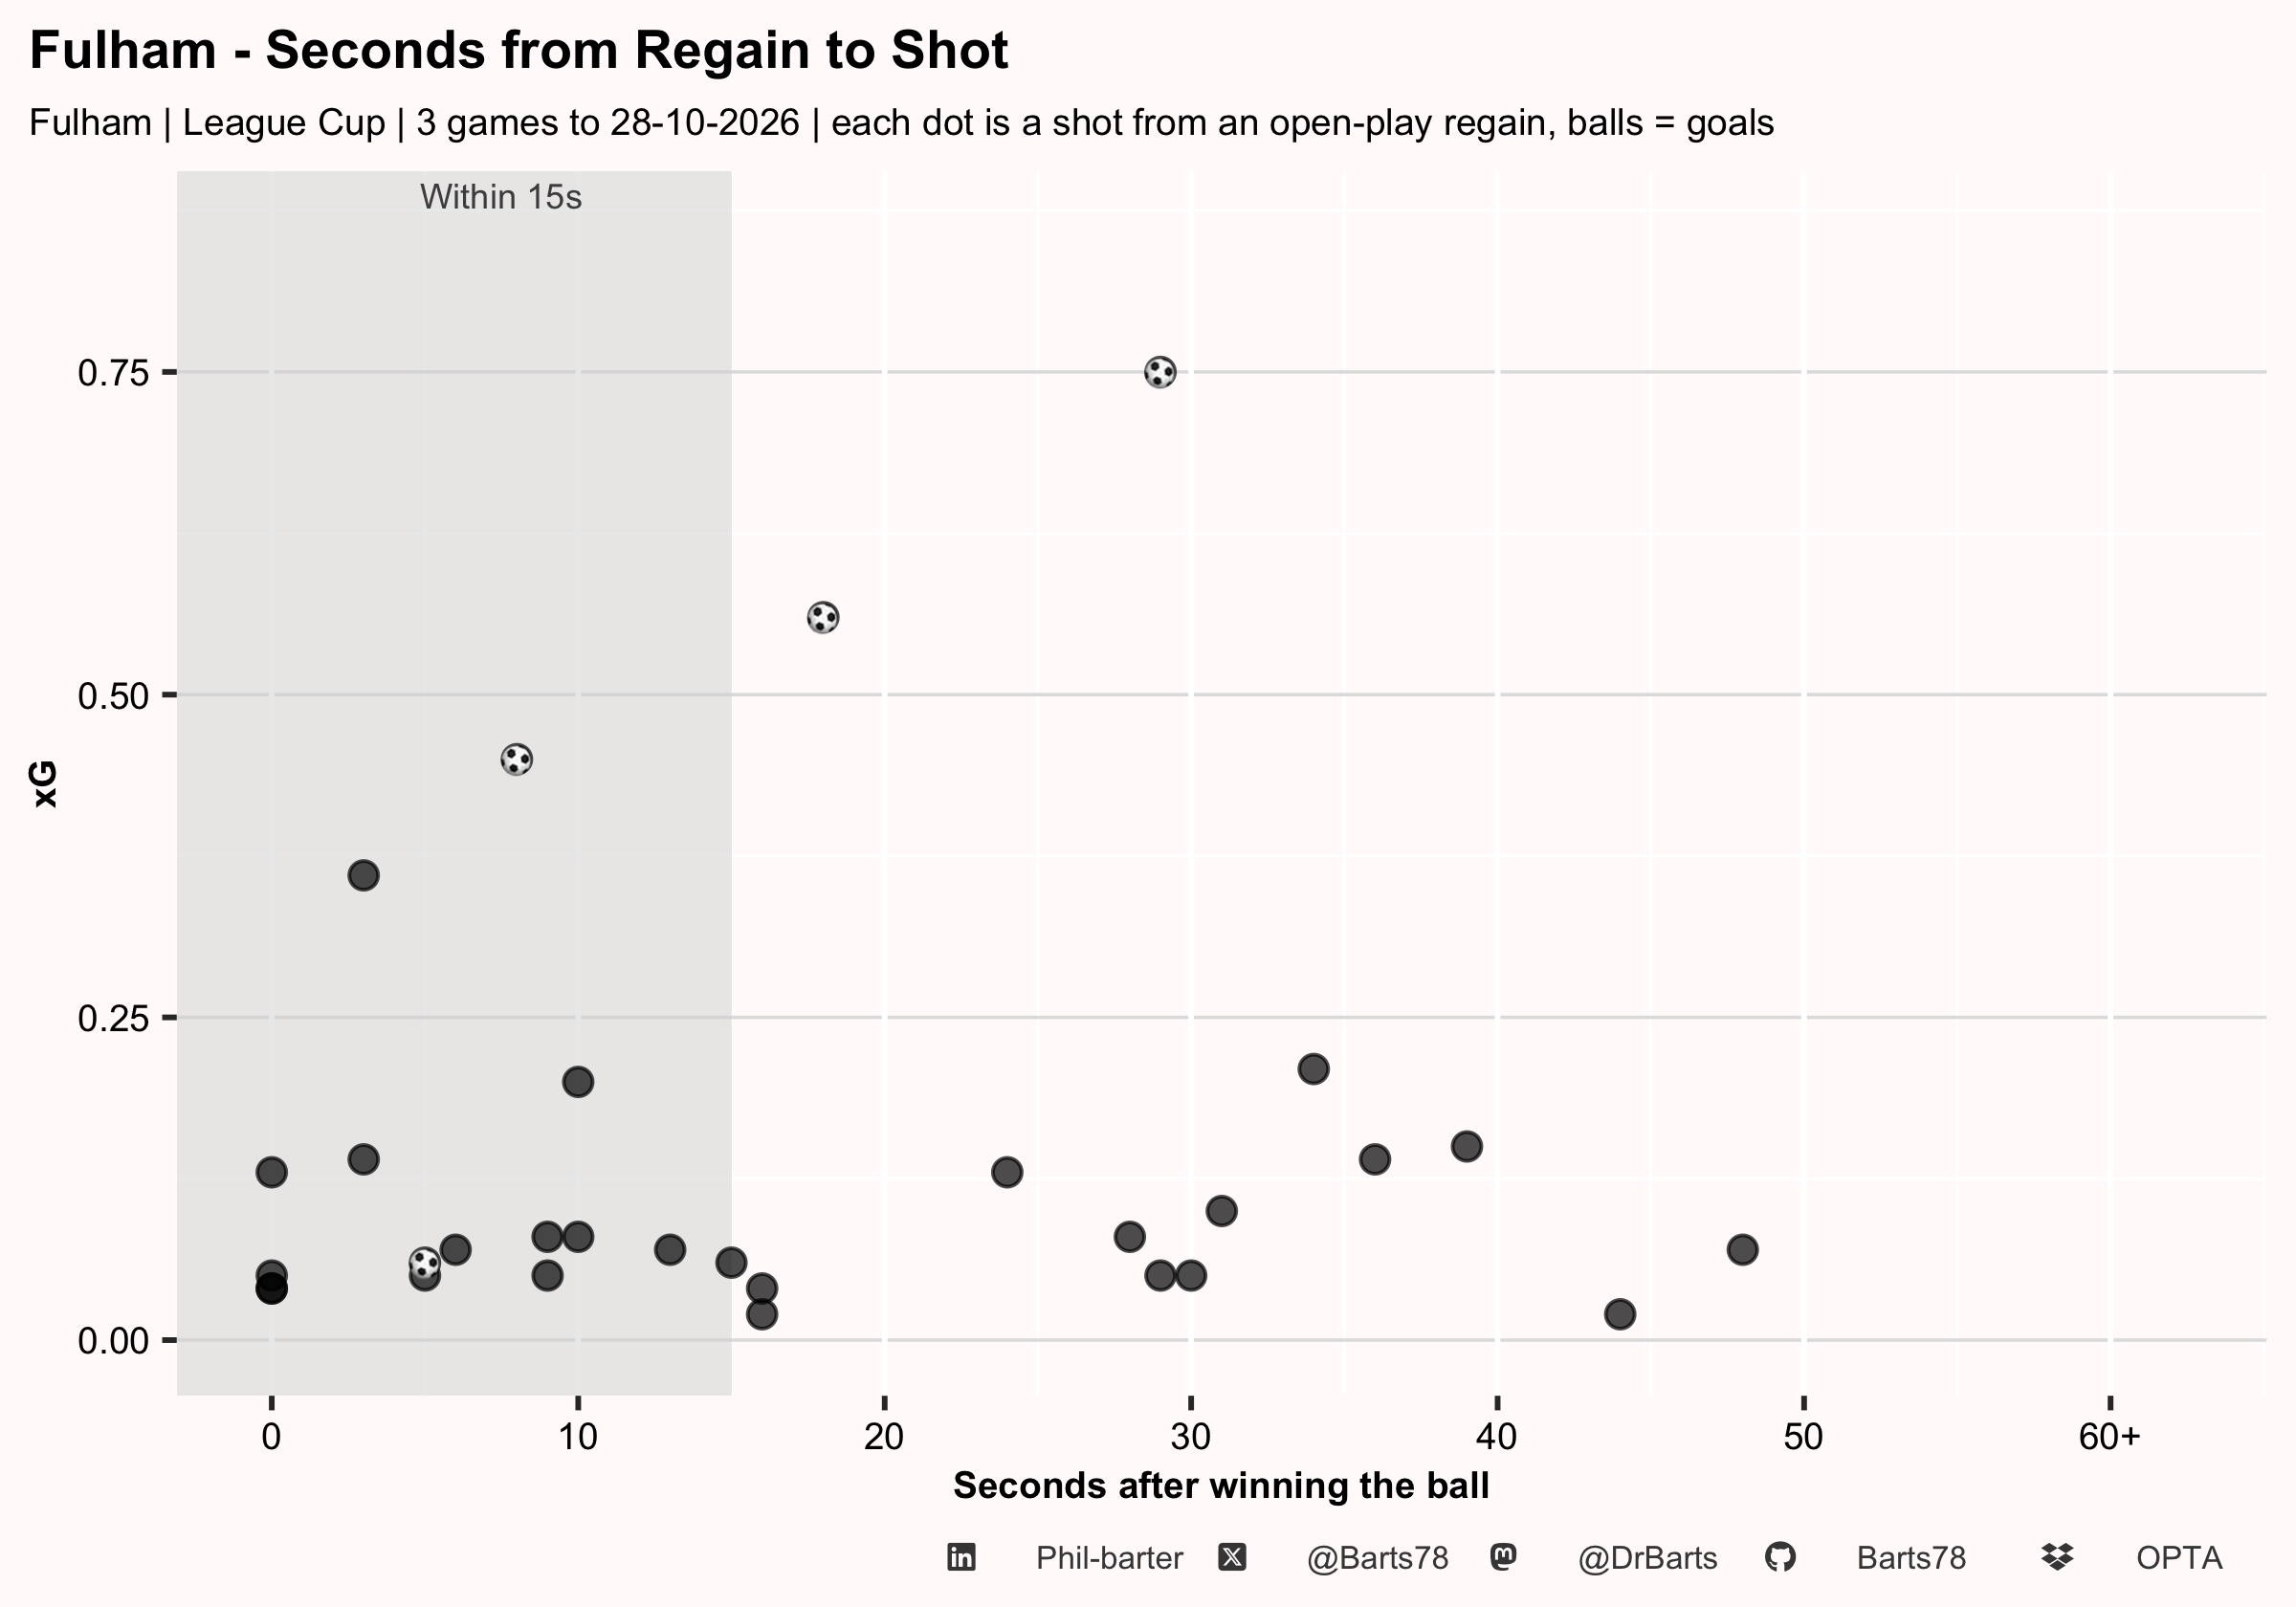 Fulham - Seconds from Regain to Shot
Fulham | League Cup | 3 games to 28-10-2026 | each dot is a shot from an open-play regain, balls = goals
Within 15s
0.75
0.50
0.25
0.00
xG
0 10 20 30 40 50 60+
Seconds after winning the ball
Phil-barter @Barts78 @DrBarts Barts78 OPTA